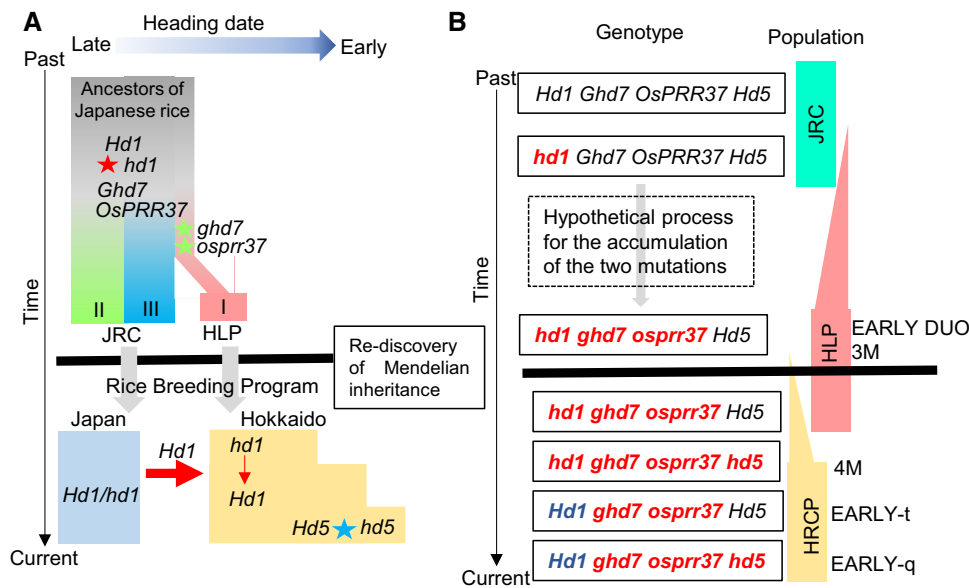 A
Heading date
Late
Early
Past
Ancestors of
Japanese rice
Hd1
hd1
Ghd7
OsPRR37
ghd7
osprr37
Time
II
III
I
JRC
HLP
Re-discovery
of Mendelian
inheritance
Rice Breeding Program
Japan
Hokkaido
Hd1
hd1
Hd1/hd1
Hd1
Hd5
hd5
Current
B
Genotype
Population
Past
Hd1 Ghd7 OsPRR37 Hd5
JRC
hd1 Ghd7 OsPRR37 Hd5
Hypothetical process
for the accumulation
of the two mutations
Time
hd1 ghd7 osprr37 Hd5
HLP
EARLY DUO
3M
hd1 ghd7 osprr37 Hd5
hd1 ghd7 osprr37 hd5
4M
Hd1 ghd7 osprr37 Hd5
HRCP
EARLY-t
Hd1 ghd7 osprr37 hd5
EARLY-q
Current